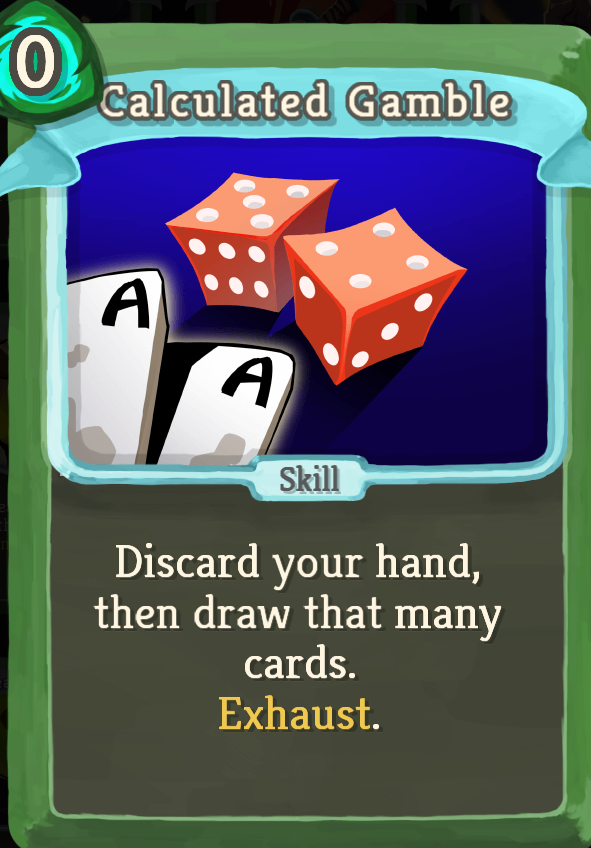 0
Calculated Gamble
A
A
Skill
Discard your hand,
then draw that many
cards.
Exhaust.